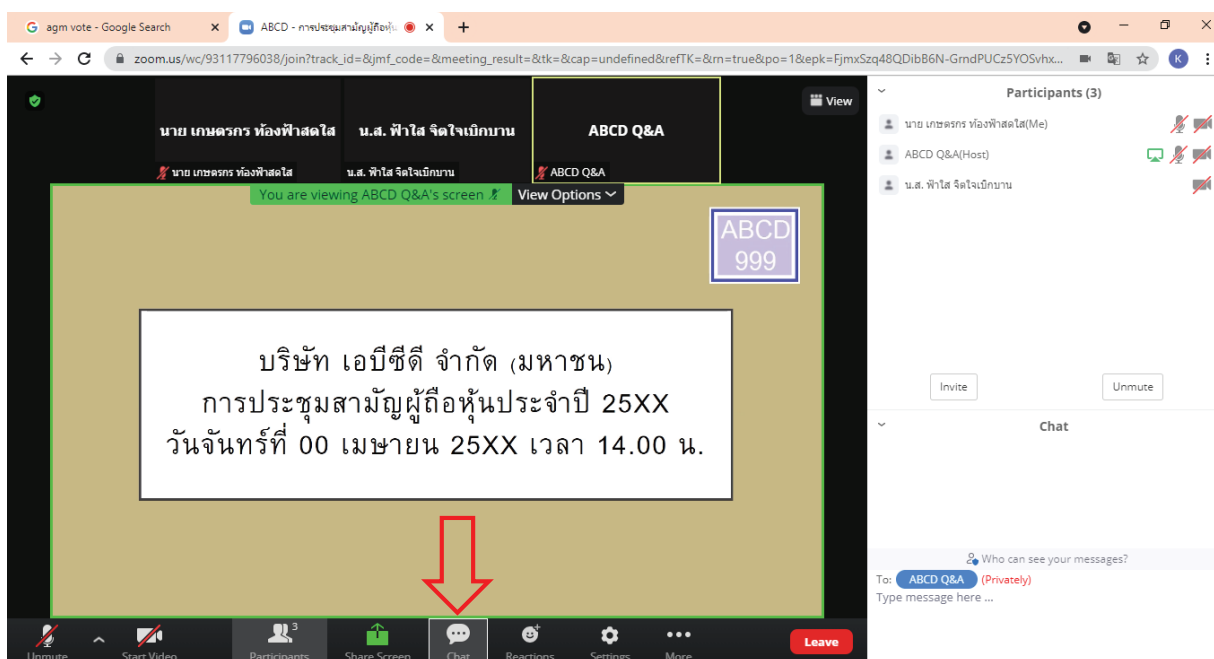 agm vote - Google Search
ABCD - การประชุมสามัญผู้ถือหุ้น
zoom.us/wc/93117796038/join?track_id=&jmf_code=&meeting_result=&tk=&cap=undefined&refTK=&rn=true&po=1&epk=FjmxSzq48QDibB6N-GrndPUCz5YOSvhx...
K
View
นาย เกษตรกร ท้องฟ้าสดใส
น.ส. ฟ้าใส จิตใจเบิกบาน
ABCD Q&A
นาย เกษตรกร ท้องฟ้าสดใส
น.ส. ฟ้าใส จิตใจเบิกบาน
ABCD Q&A
You are viewing ABCD Q&A's screen
View Options
ABCD
999
บริษัท เอบีซีดี จำกัด (มหาชน)
การประชุมสามัญผู้ถือหุ้นประจำปี 25XX
วันจันทร์ที่ 00 เมษายน 25XX เวลา 14.00 น.
Unmute
Start Video
3
Participants
Share Screen
Chat
Reactions
Settings
More
Leave
Participants (3)
นาย เกษตรกร ท้องฟ้าสดใส(Me)
ABCD Q&A(Host)
น.ส. ฟ้าใส จิตใจเบิกบาน
Invite
Unmute
Chat
Who can see your messages?
To: ABCD Q&A (Privately)
Type message here ...